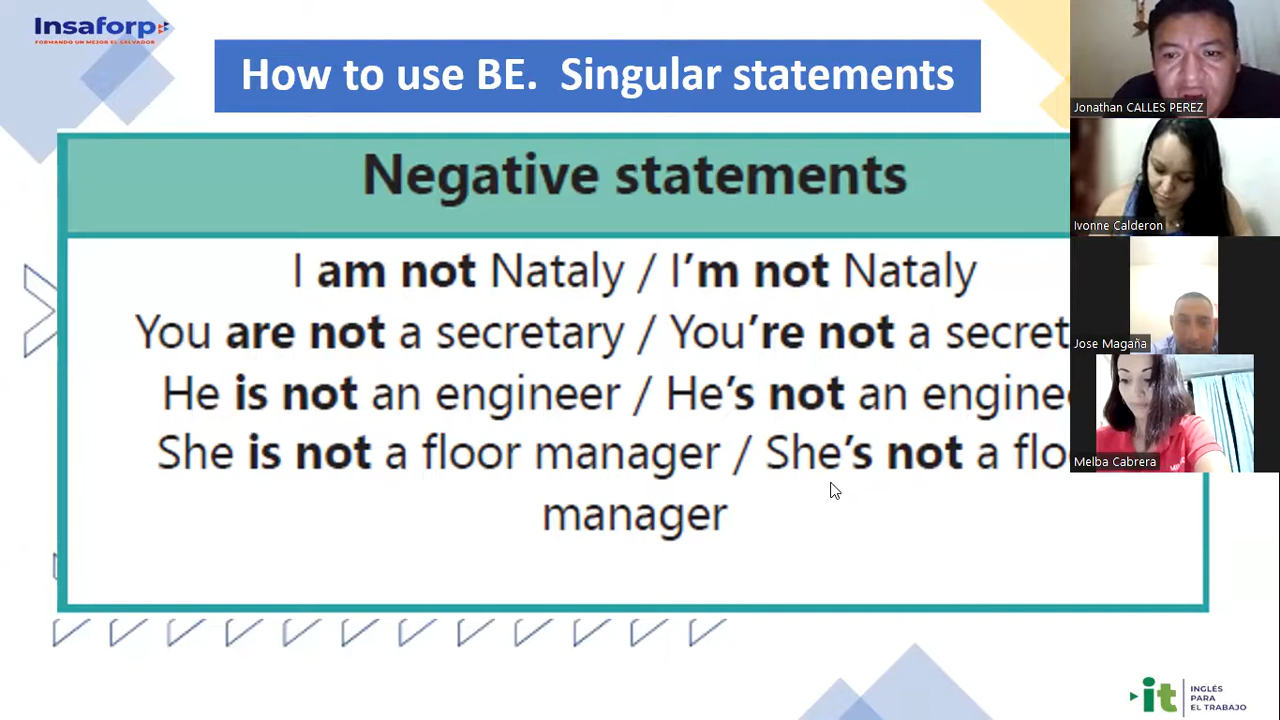 Insaforp
FORMANDO UN MEJOR EL SALVADOR
How to use BE. Singular statements
Negative statements
I am not Nataly / I'm not Nataly
You are not a secretary / You're not a secret
He is not an engineer / He's not an enginee
She is not a floor manager / She's not a flo
manager
Jonathan CALLES PEREZ
Ivonne Calderon
Jose Magaña
Melba Cabrera
it
INGLÉS
PARA
EL TRABAJO